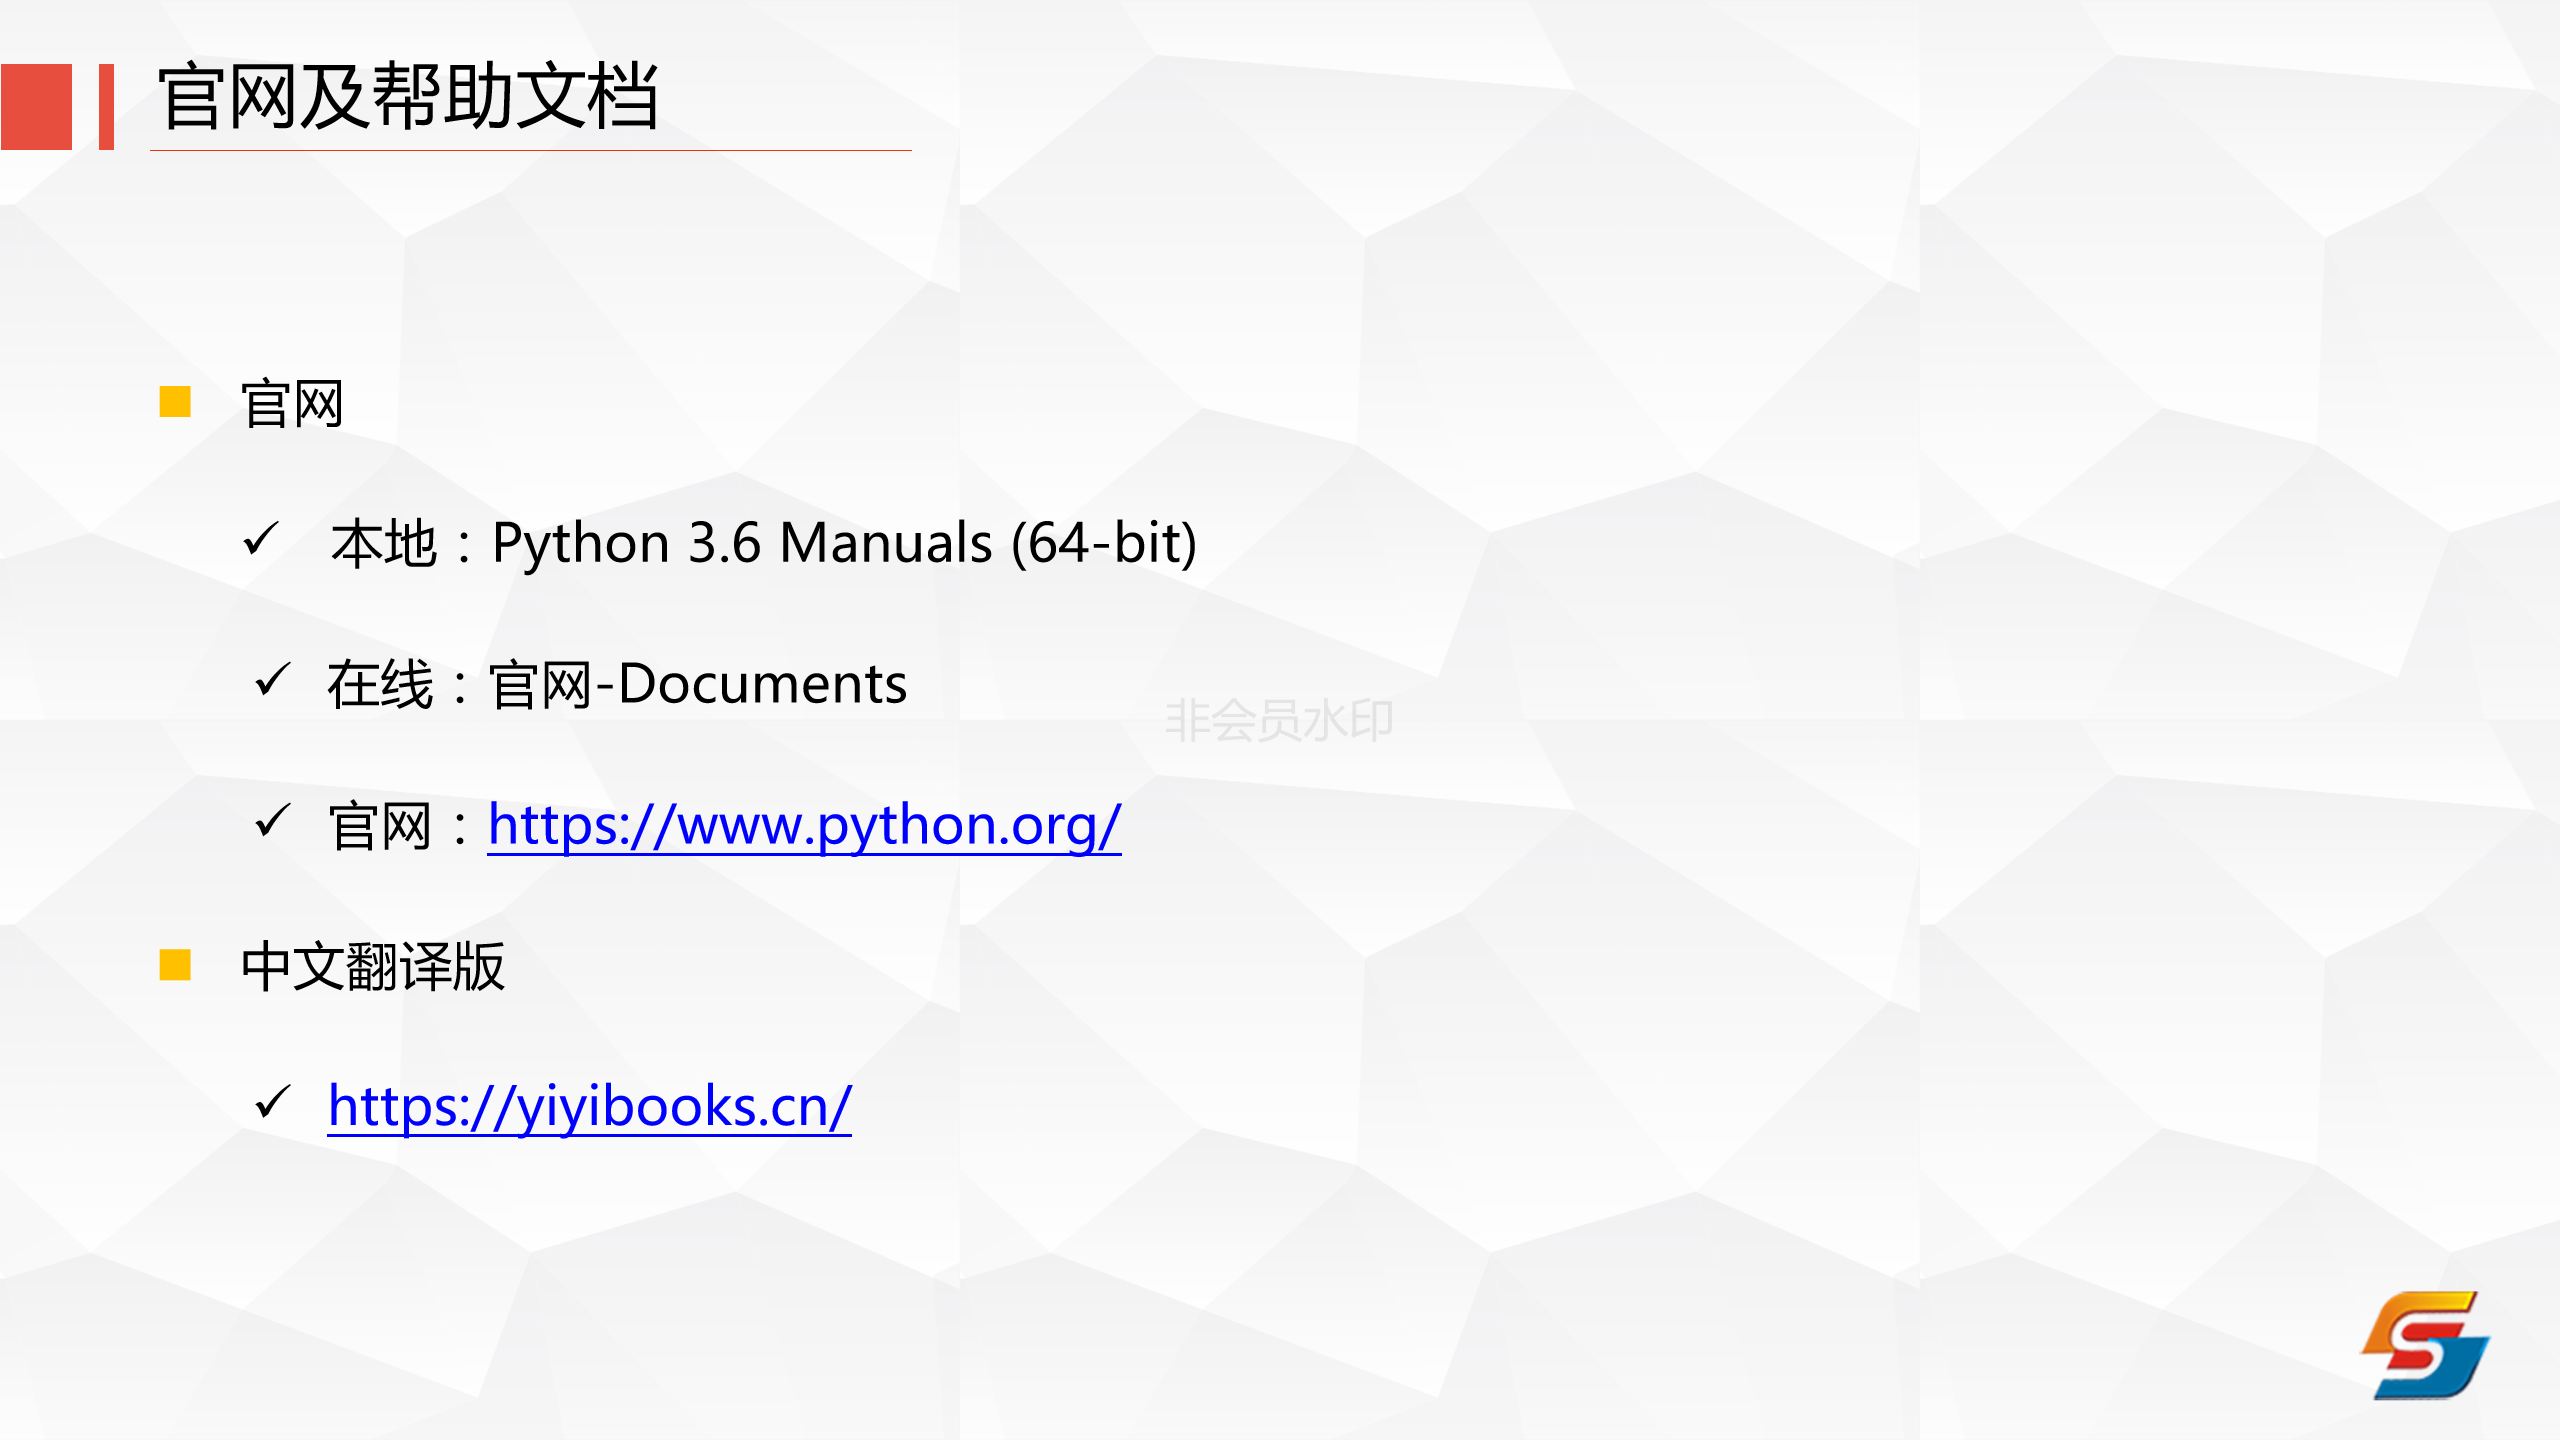 官网及帮助文档
官网
本地：Python 3.6 Manuals (64-bit)
在线：官网-Documents
非会员水印
官网：https://www.python.org/
中文翻译版
https://yiyibooks.cn/